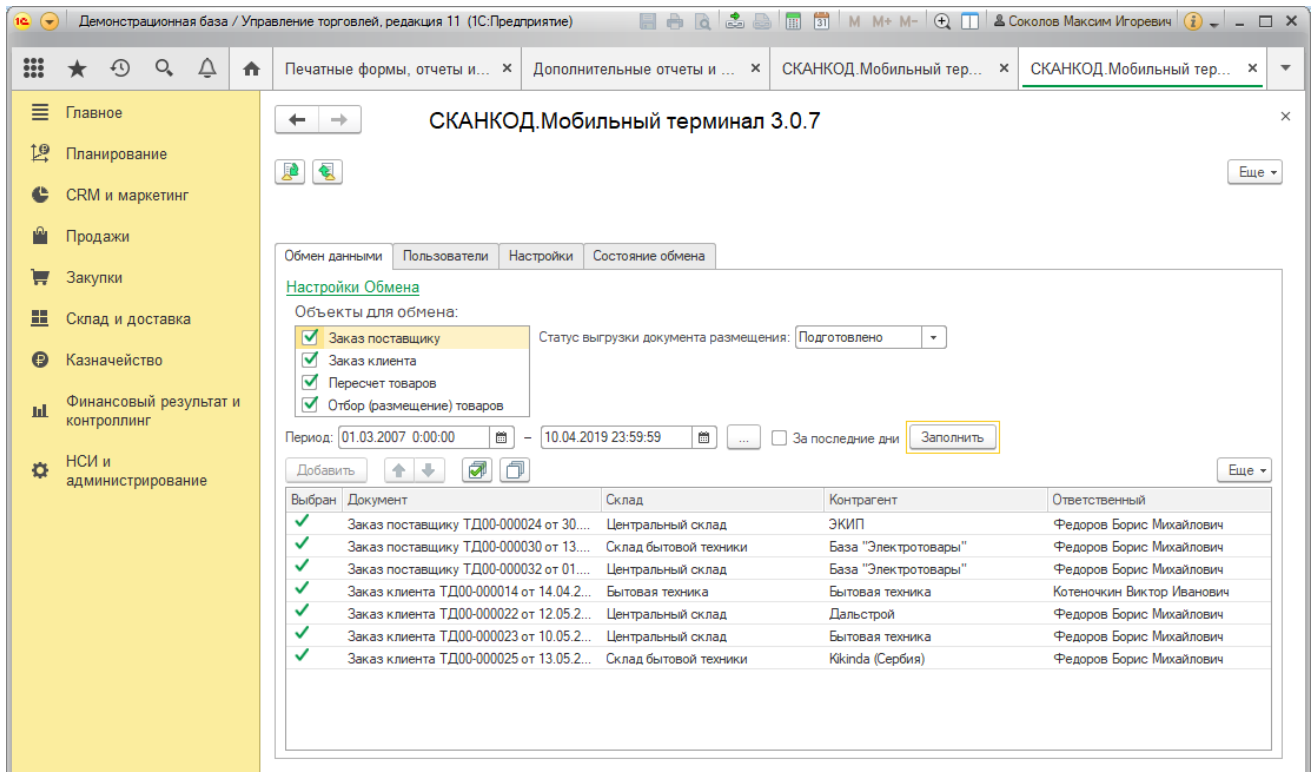 Демонстрационная база / Управление торговлей, редакция 11 (1С:Предприятие)
31 M M+ M- Соколов Максим Игоревич
Печатные формы, отчеты и... Дополнительные отчеты и ... СКАНКОД.Мобильный тер... СКАНКОД.Мобильный тер...
Главное
Планирование
CRM и маркетинг
Продажи
Закупки
Склад и доставка
Казначейство
Финансовый результат и
контроллинг
НСИ и
администрирование
СКАНКОД.Мобильный терминал 3.0.7
Еще
Обмен данными Пользователи Настройки Состояние обмена
Настройки Обмена
Объекты для обмена:
Заказ поставщику Статус выгрузки документа размещения: Подготовлено
Заказ клиента
Пересчет товаров
Отбор (размещение) товаров
Период: 01.03.2007 0:00:00 – 10.04.2019 23:59:59 ... За последние дни Заполнить
Добавить Еще
Выбран Документ Склад Контрагент Ответственный
Заказ поставщику ТД00-000024 от 30.... Центральный склад ЭКИП Федоров Борис Михайлович
Заказ поставщику ТД00-000030 от 13.... Склад бытовой техники База "Электротовары" Федоров Борис Михайлович
Заказ поставщику ТД00-000032 от 01.... Центральный склад База "Электротовары" Федоров Борис Михайлович
Заказ клиента ТД00-000014 от 14.04.2... Бытовая техника Бытовая техника Котеночкин Виктор Иванович
Заказ клиента ТД00-000022 от 12.05.2... Центральный склад Дальстрой Федоров Борис Михайлович
Заказ клиента ТД00-000023 от 10.05.2... Центральный склад Бытовая техника Федоров Борис Михайлович
Заказ клиента ТД00-000025 от 13.05.2... Склад бытовой техники Kikinda (Сербия) Федоров Борис Михайлович